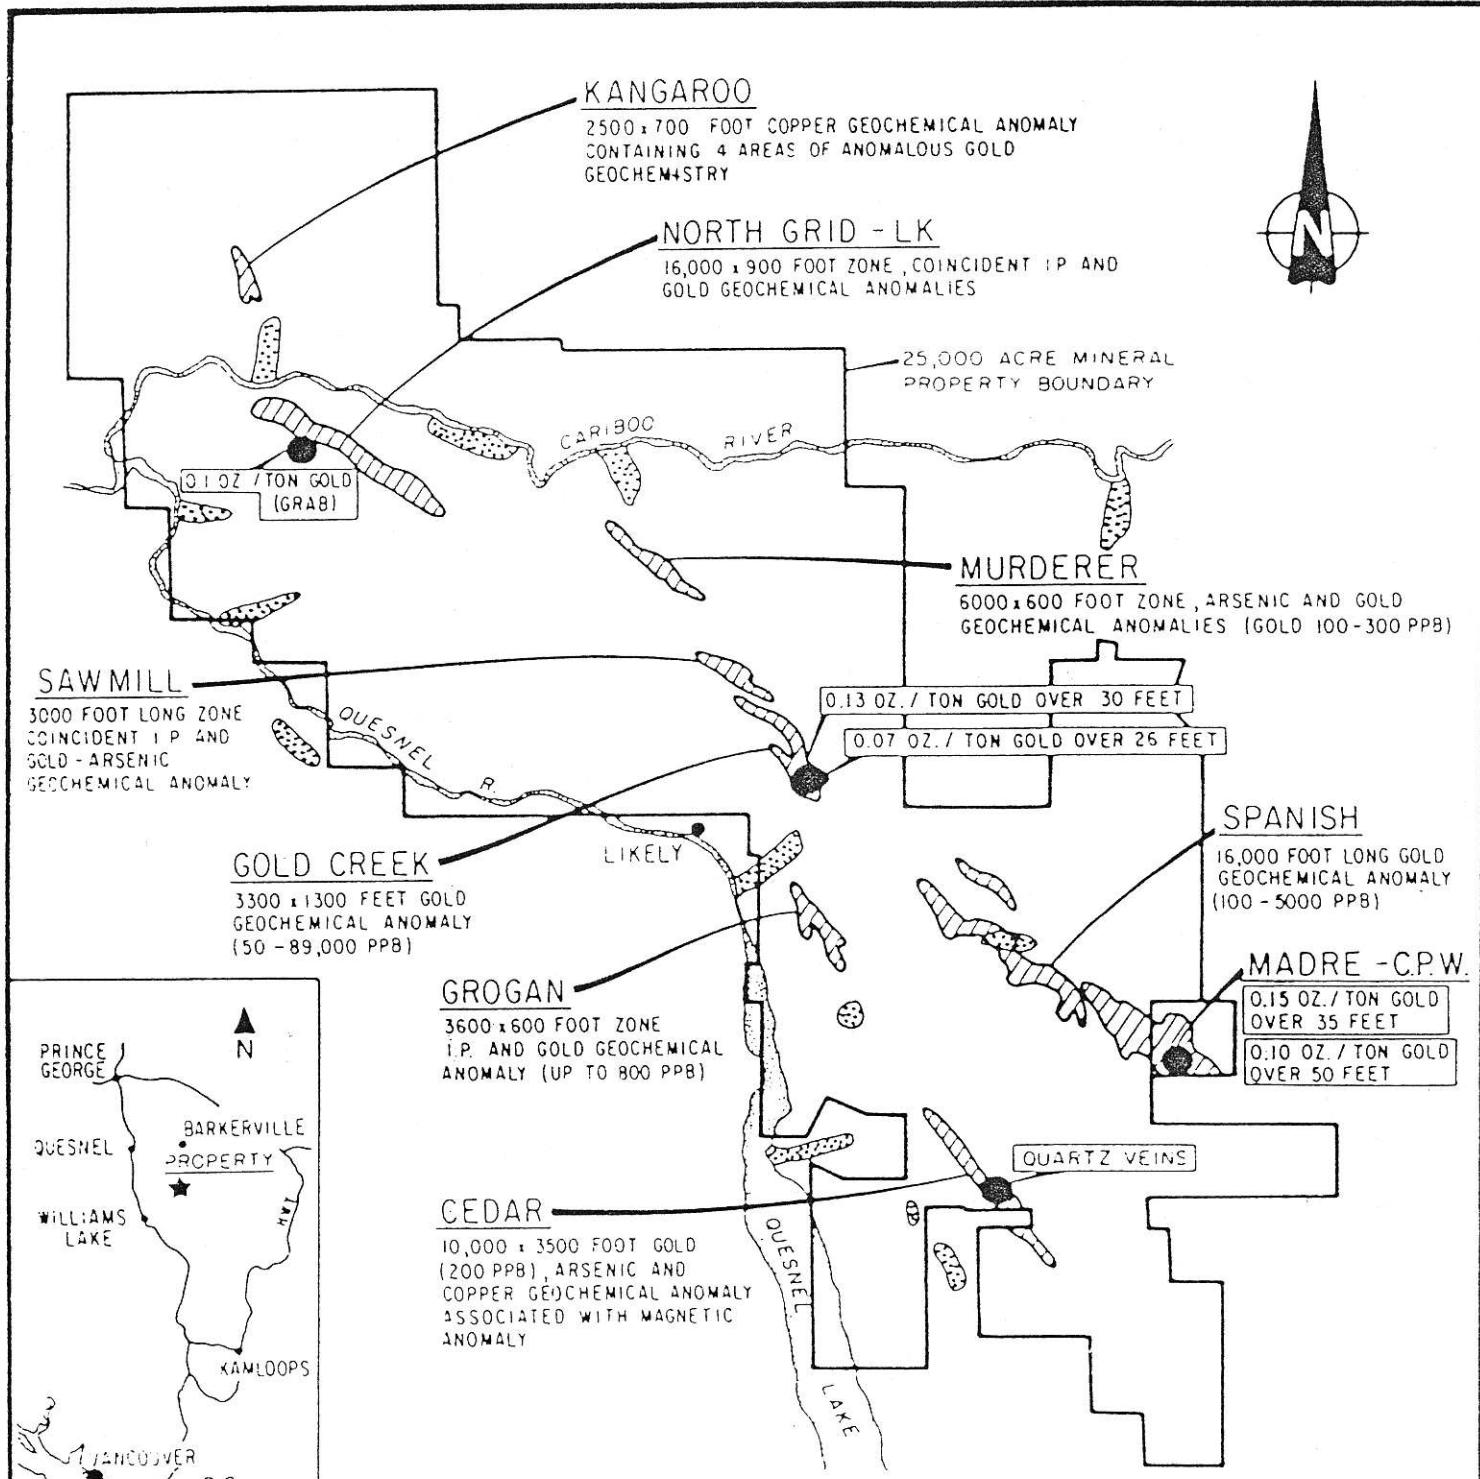 KANGAROO
2500 x 700 FOOT COPPER GEOCHEMICAL ANOMALY
CONTAINING 4 AREAS OF ANOMALOUS GOLD
GEOCHEMISTRY
N
NORTH GRID - LK
16,000 x 900 FOOT ZONE, COINCIDENT I P AND
GOLD GEOCHEMICAL ANOMALIES
25,000 ACRE MINERAL
PROPERTY BOUNDARY
CARIBOO RIVER
0.1 OZ / TON GOLD
(GRAB)
MURDERER
6000 x 600 FOOT ZONE, ARSENIC AND GOLD
GEOCHEMICAL ANOMALIES (GOLD 100-300 PPB)
SAWMILL
3000 FOOT LONG ZONE
COINCIDENT I P AND
GOLD - ARSENIC
GEOCHEMICAL ANOMALY
QUESNEL R.
0.13 OZ. / TON GOLD OVER 30 FEET
0.07 OZ. / TON GOLD OVER 26 FEET
LIKELY
GOLD CREEK
3300 x 1300 FEET GOLD
GEOCHEMICAL ANOMALY
(50 - 89,000 PPB)
SPANISH
16,000 FOOT LONG GOLD
GEOCHEMICAL ANOMALY
(100 - 5000 PPB)
GROGAN
3600 x 600 FOOT ZONE
I.P. AND GOLD GEOCHEMICAL
ANOMALY (UP TO 800 PPB)
MADRE - C.P.W.
0.15 OZ. / TON GOLD
OVER 35 FEET
0.10 OZ. / TON GOLD
OVER 50 FEET
QUARTZ VEINS
CEDAR
10,000 x 3500 FOOT GOLD
(200 PPB), ARSENIC AND
COPPER GEOCHEMICAL ANOMALY
ASSOCIATED WITH MAGNETIC
ANOMALY
QUESNEL
LAKE
N
PRINCE
GEORGE
QUESNEL
BARKERVILLE
PROPERTY
WILLIAMS
LAKE
KAMLOOPS
VANCOUVER